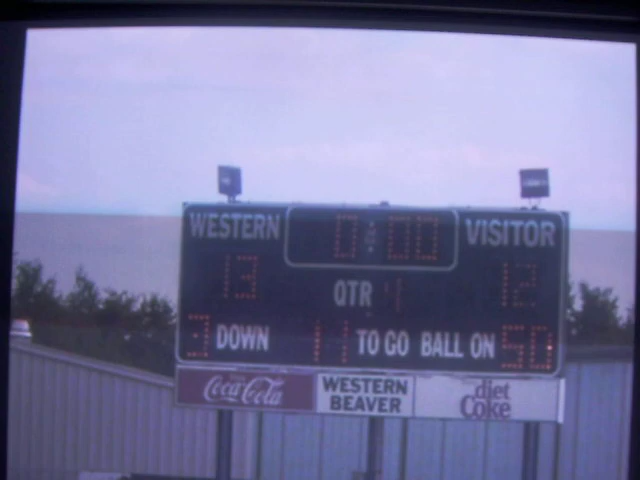 WESTERN 0:00 VISITOR
13 QTR 4 12
3 DOWN 11 TO GO BALL ON 50
Coca-Cola WESTERN BEAVER diet Coke